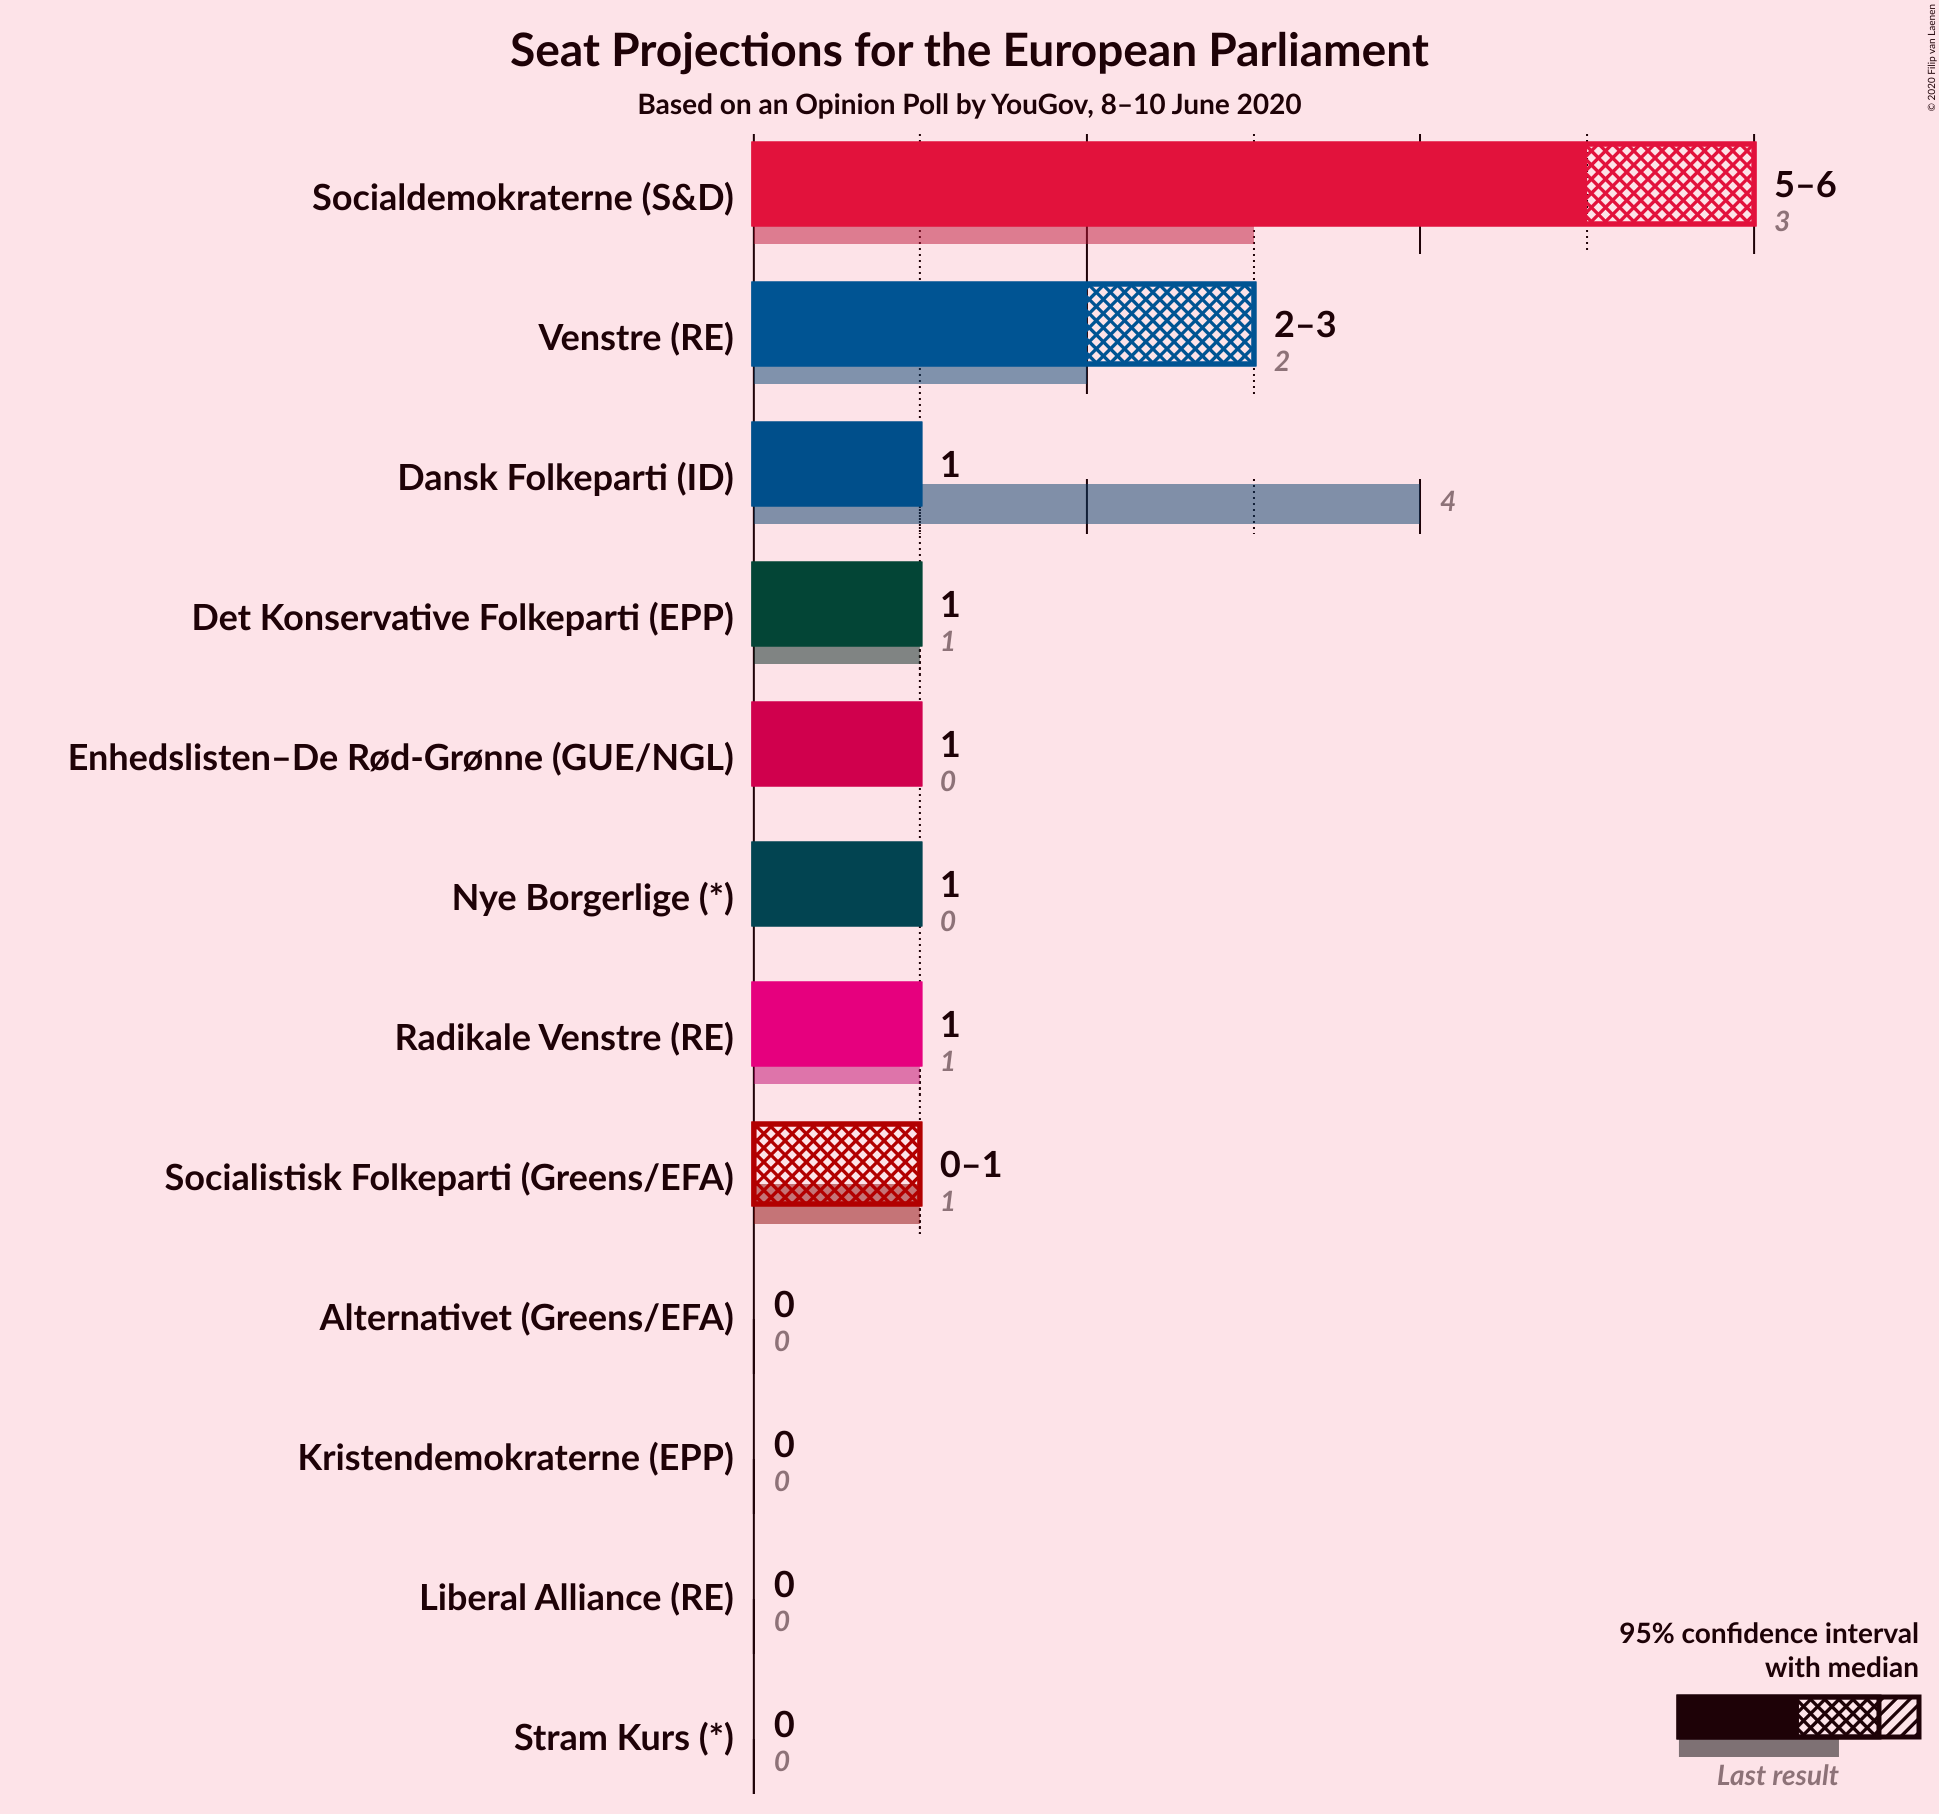 Seat Projections for the European Parliament
Based on an Opinion Poll by YouGov, 8–10 June 2020
© 2020 Filip van Laenen
Socialdemokraterne (S&D)
5–6
3
Venstre (RE)
2–3
2
Dansk Folkeparti (ID)
1
4
Det Konservative Folkeparti (EPP)
1
1
Enhedslisten–De Rød-Grønne (GUE/NGL)
1
0
Nye Borgerlige (*)
1
0
Radikale Venstre (RE)
1
1
Socialistisk Folkeparti (Greens/EFA)
0–1
1
Alternativet (Greens/EFA)
0
0
Kristendemokraterne (EPP)
0
0
Liberal Alliance (RE)
0
0
Stram Kurs (*)
0
0
95% confidence interval
with median
Last result